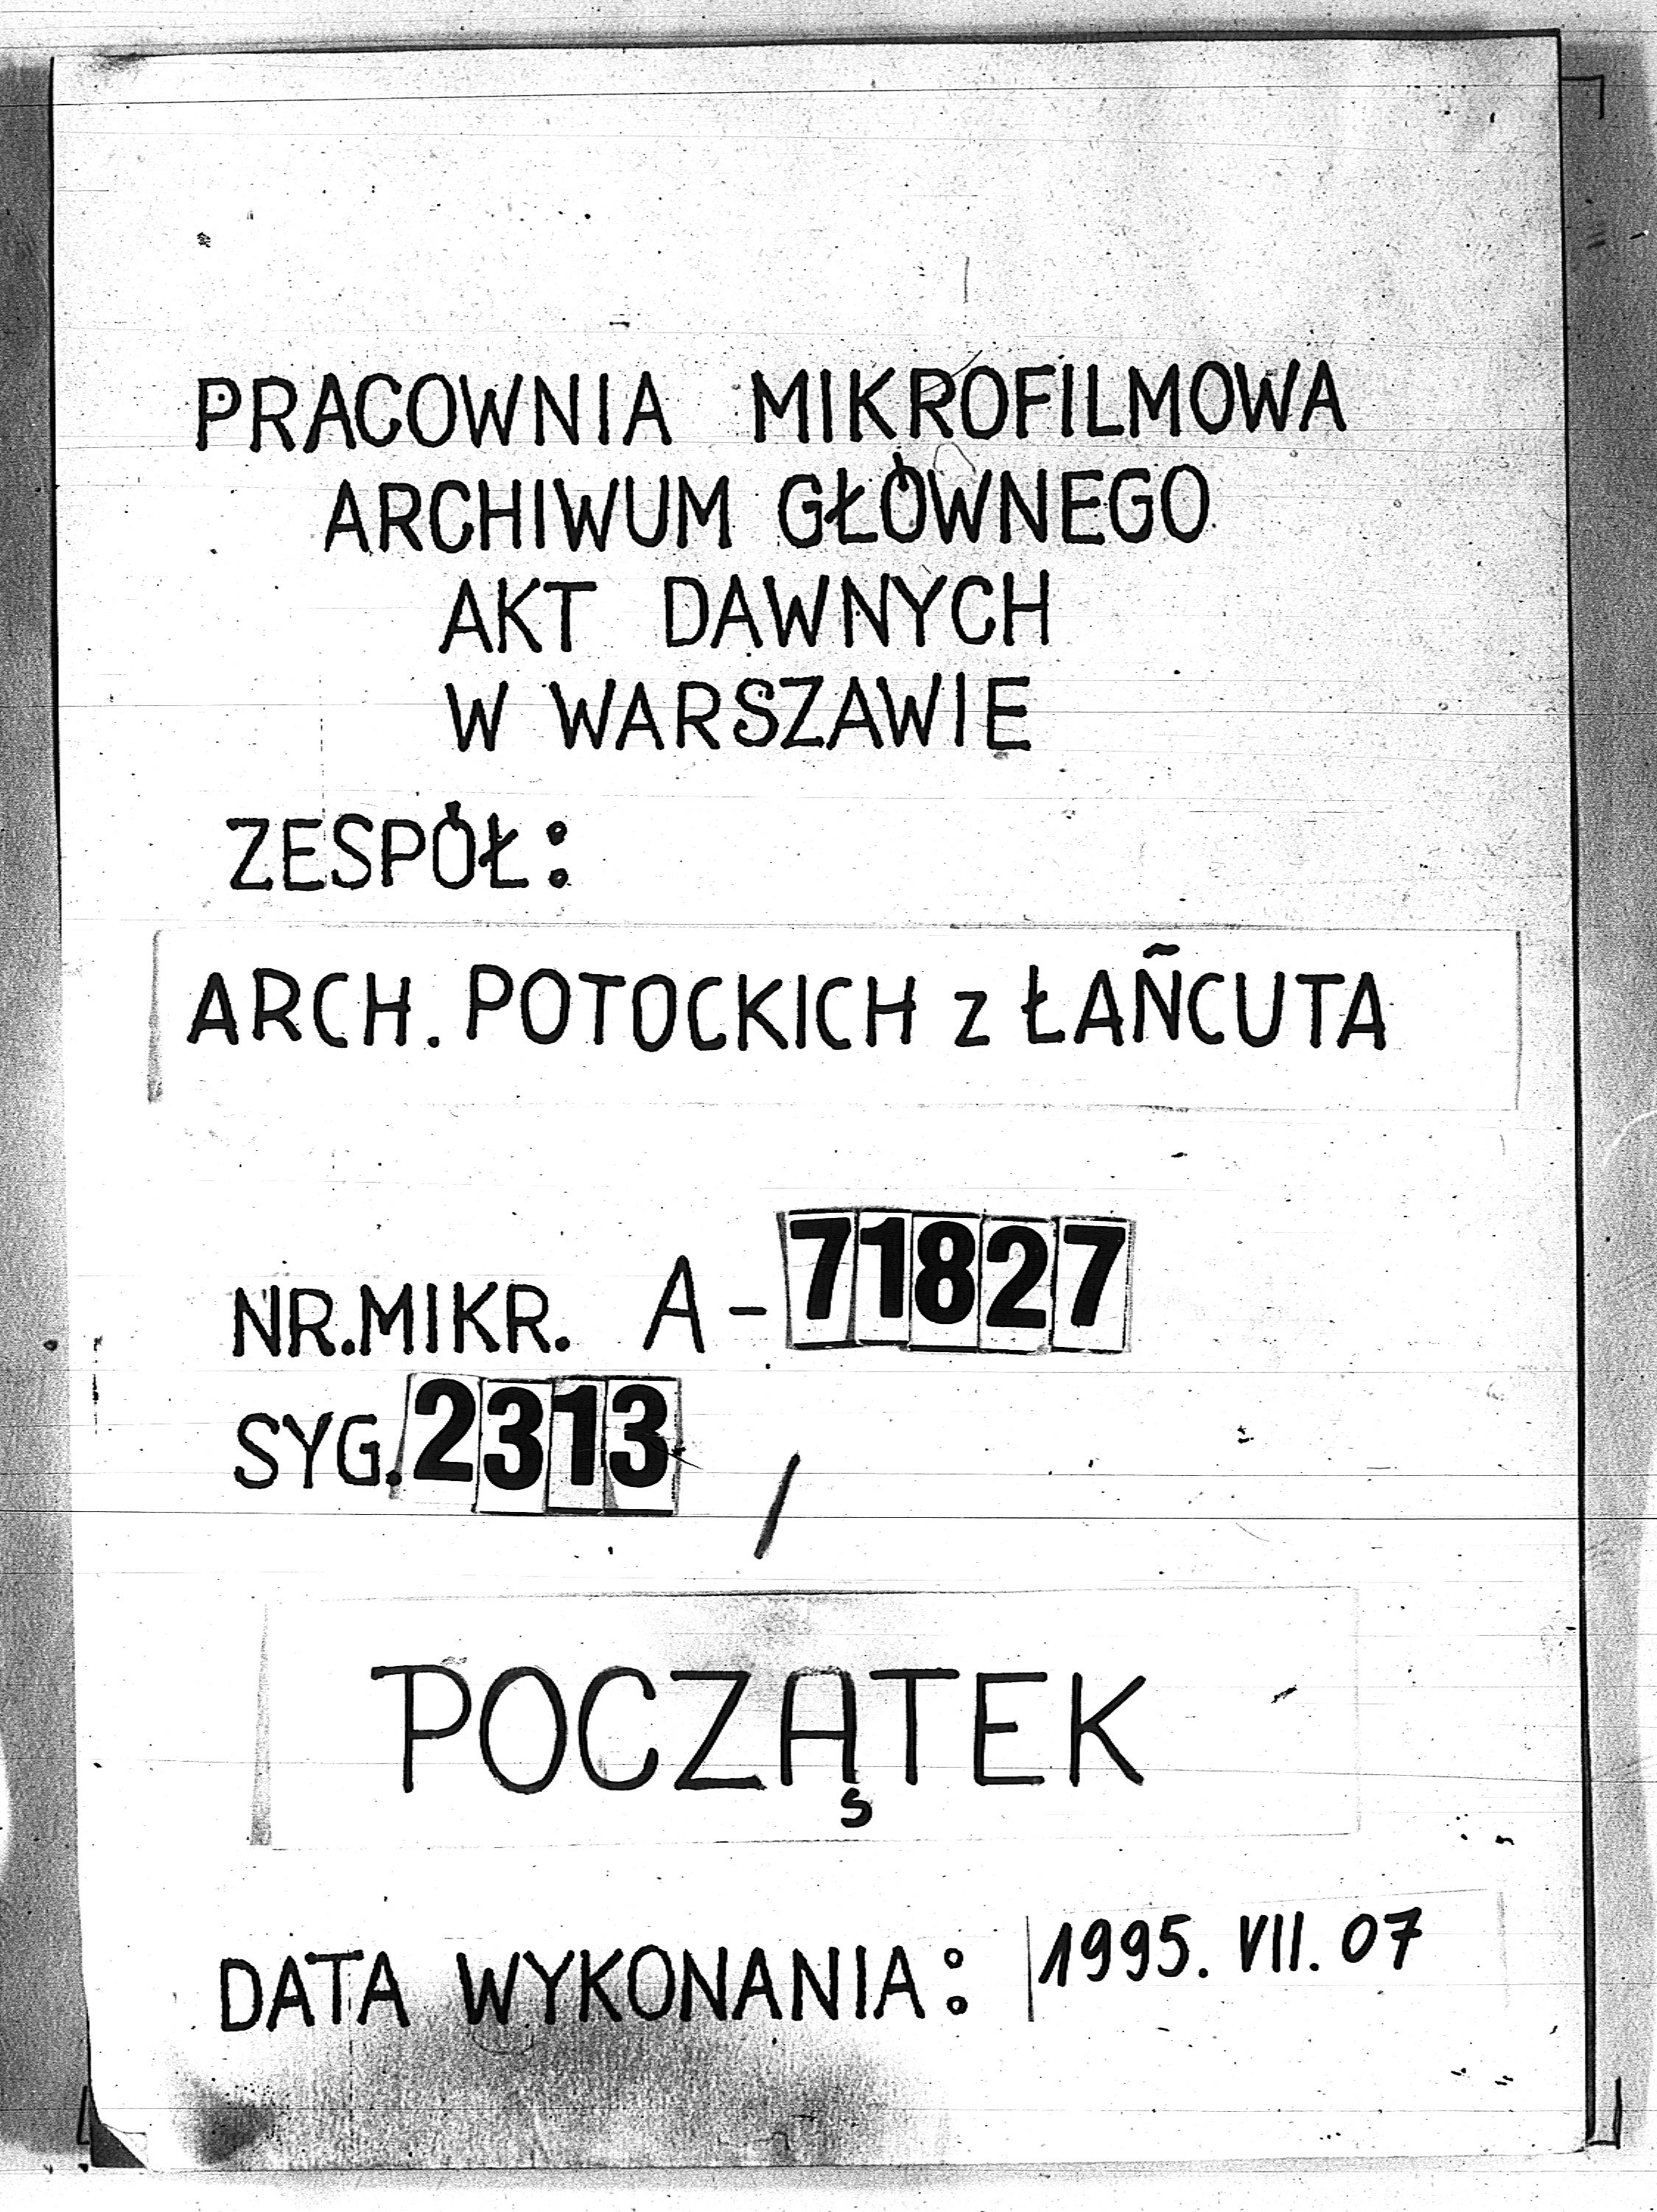 PRACOWNIA MIKROFILMOWA
ARCHIWUM GŁÓWNEGO
AKT DAWNYCH
W WARSZAWIE
ZESPÓŁ:
ARCH. POTOCKICH z ŁAŃCUTA
NR. MIKR. A-71827
SYG. 2313 /
POCZĄTEK
DATA WYKONANIA: 1995. VII. 07